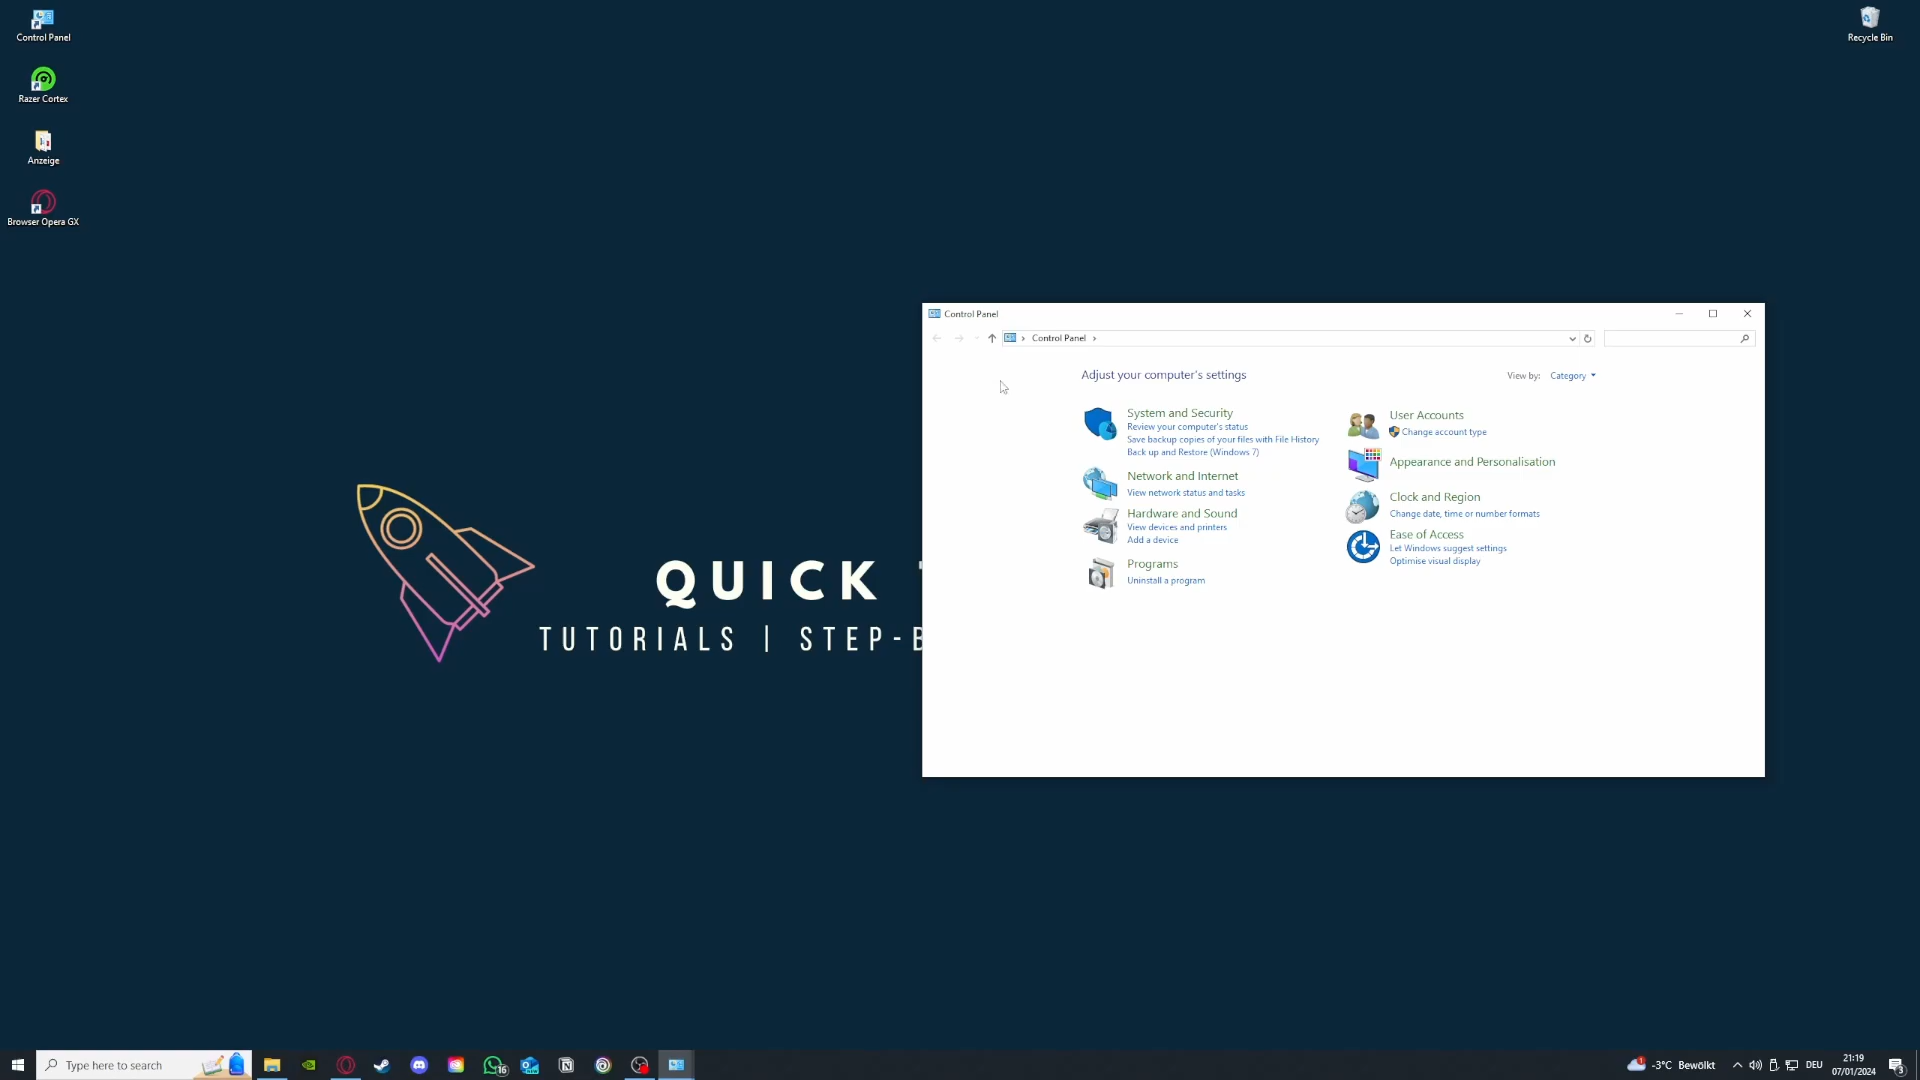 Control Panel
Recycle Bin
Razer Cortex
Anzeige
Browser Opera GX
Control Panel
Control Panel
Adjust your computer's settings
View by: Category
System and Security
Review your computer's status
Save backup copies of your files with File History
Back up and Restore (Windows 7)
Network and Internet
View network status and tasks
Hardware and Sound
View devices and printers
Add a device
Programs
Uninstall a program
User Accounts
Change account type
Appearance and Personalisation
Clock and Region
Change date, time or number formats
Ease of Access
Let Windows suggest settings
Optimise visual display
QUICK
TUTORIALS | STEP-B
Type here to search
16
1
-3°C Bewölkt
DEU
21:19
07/01/2024
3